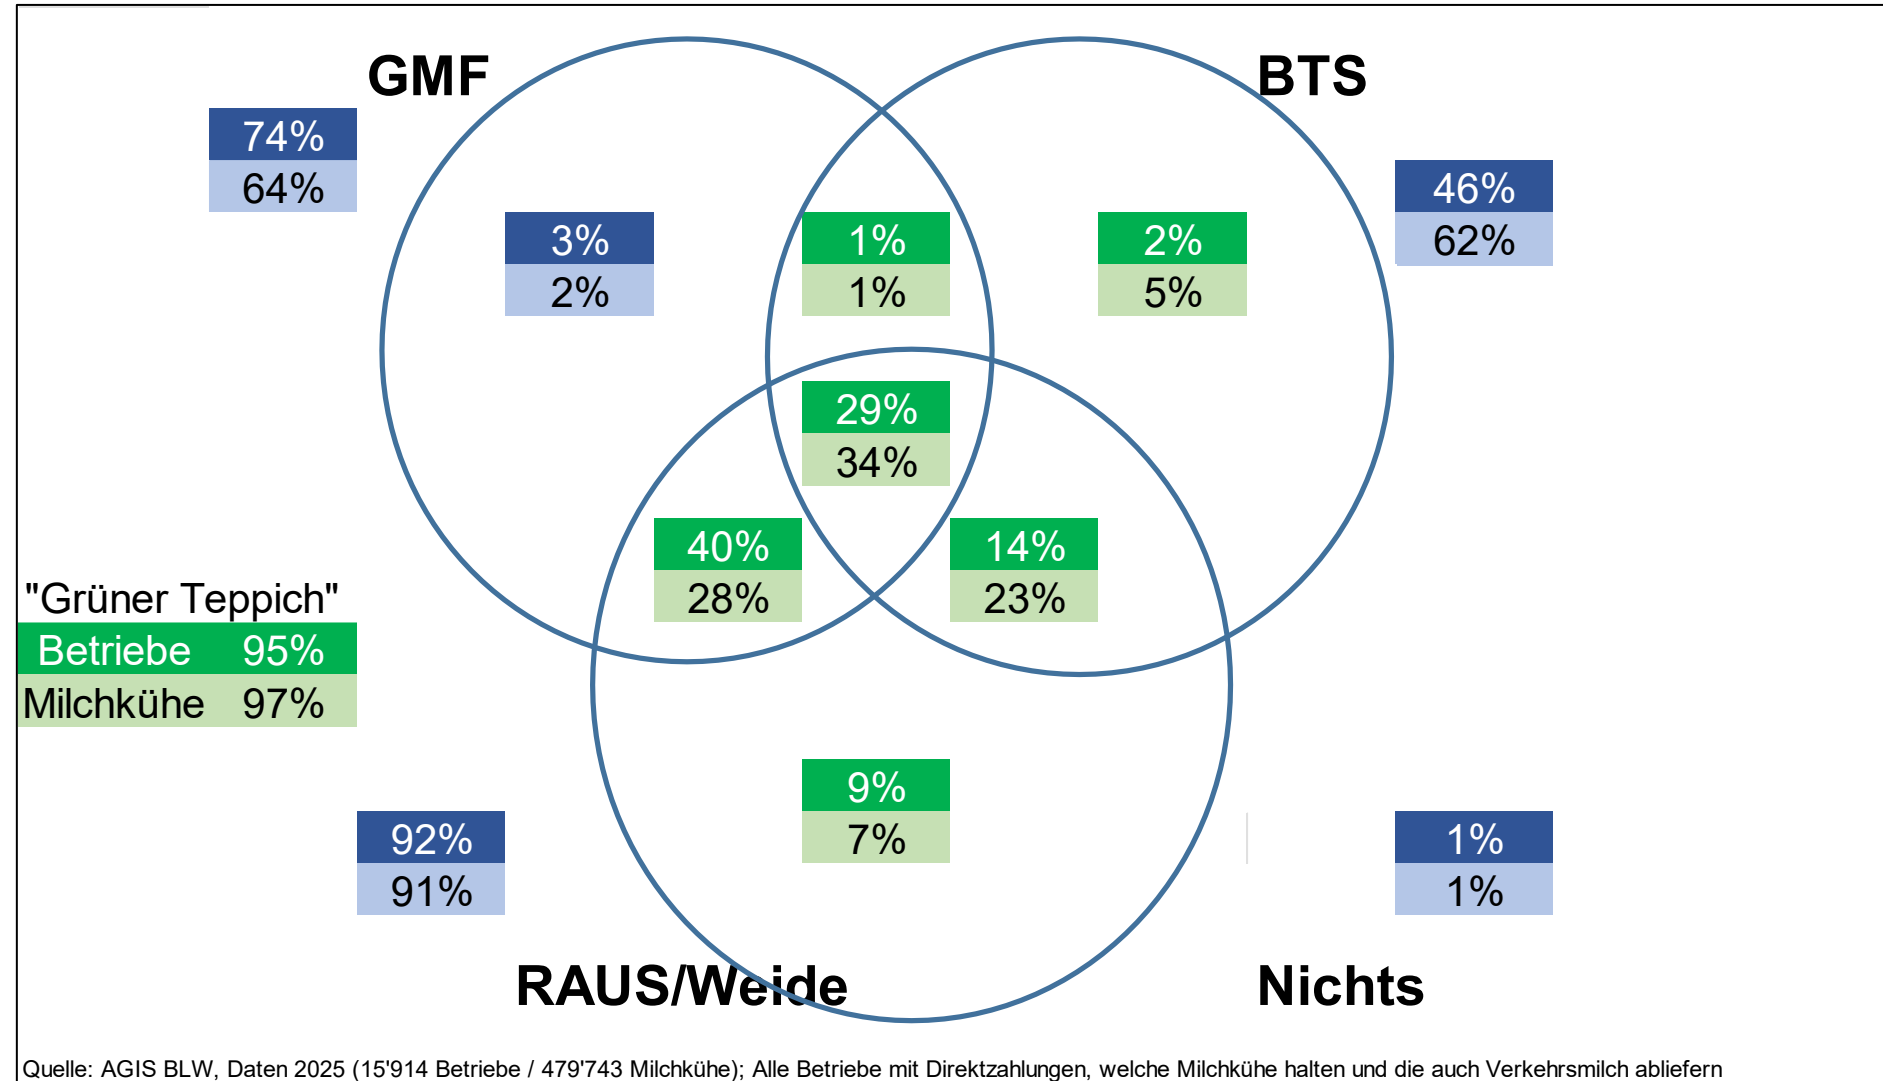 GMF
BTS
74%
64%
46%
62%
3%
2%
1%
1%
2%
5%
29%
34%
40%
28%
14%
23%
"Grüner Teppich"
Betriebe 95%
Milchkühe 97%
9%
7%
92%
91%
1%
1%
RAUS/Weide
Nichts
Quelle: AGIS BLW, Daten 2025 (15'914 Betriebe / 479'743 Milchkühe); Alle Betriebe mit Direktzahlungen, welche Milchkühe halten und die auch Verkehrsmilch abliefern